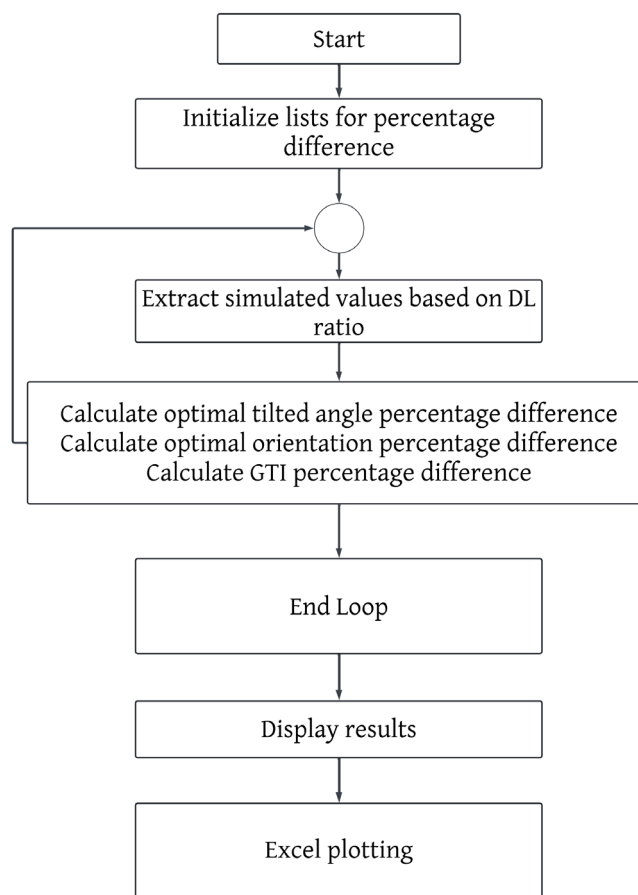 Start
Initialize lists for percentage
difference
Extract simulated values based on DL
ratio
Calculate optimal tilted angle percentage difference
Calculate optimal orientation percentage difference
Calculate GTI percentage difference
End Loop
Display results
Excel plotting